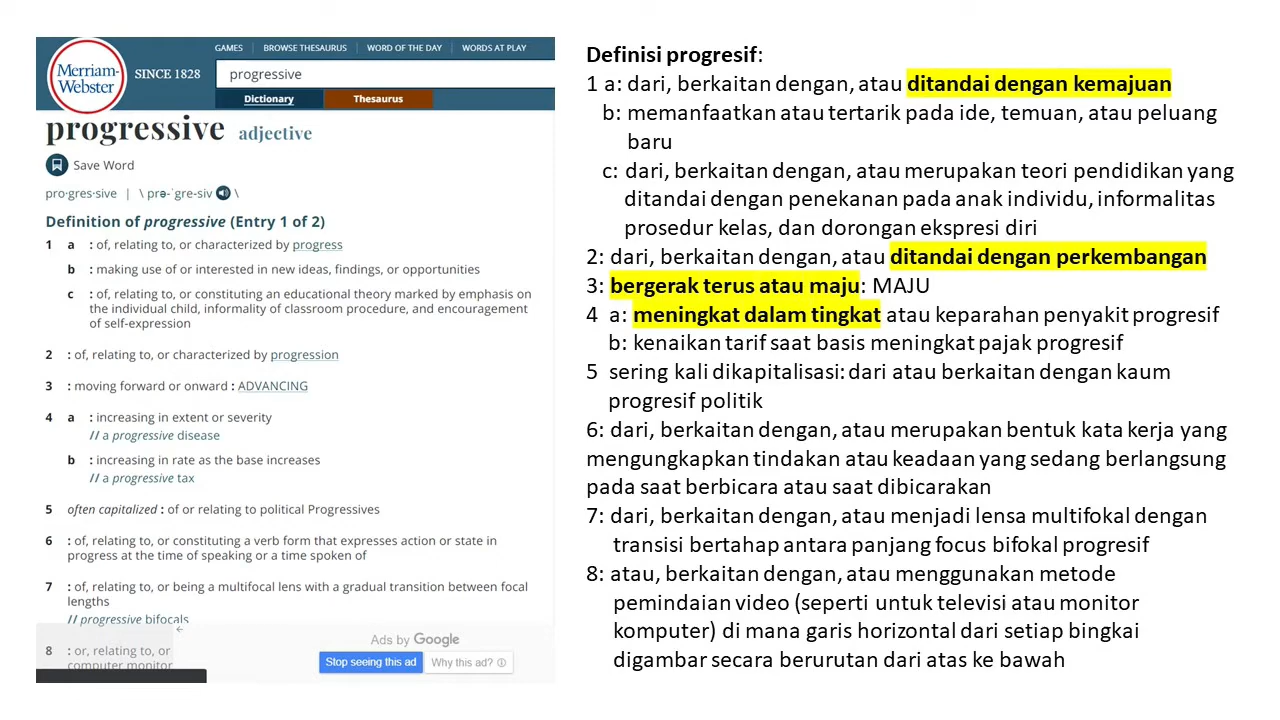 GAMES BROWSE THESAURUS WORD OF THE DAY WORDS AT PLAY
Merriam-
Webster
SINCE 1828
progressive
Dictionary Thesaurus
progressive adjective
Save Word
pro·gres·sive | \ prə-ˈgre-siv \
Definition of progressive (Entry 1 of 2)
1 a : of, relating to, or characterized by progress
b : making use of or interested in new ideas, findings, or opportunities
c : of, relating to, or constituting an educational theory marked by emphasis on
the individual child, informality of classroom procedure, and encouragement
of self-expression
2 : of, relating to, or characterized by progression
3 : moving forward or onward : ADVANCING
4 a : increasing in extent or severity
// a progressive disease
b : increasing in rate as the base increases
// a progressive tax
5 often capitalized : of or relating to political Progressives
6 : of, relating to, or constituting a verb form that expresses action or state in
progress at the time of speaking or a time spoken of
7 : of, relating to, or being a multifocal lens with a gradual transition between focal
lengths
// progressive bifocals
8 : or, relating to, or
computer monitor
Ads by Google
Stop seeing this ad Why this ad?
Definisi progresif:
1 a: dari, berkaitan dengan, atau ditandai dengan kemajuan
b: memanfaatkan atau tertarik pada ide, temuan, atau peluang
baru
c: dari, berkaitan dengan, atau merupakan teori pendidikan yang
ditandai dengan penekanan pada anak individu, informalitas
prosedur kelas, dan dorongan ekspresi diri
2: dari, berkaitan dengan, atau ditandai dengan perkembangan
3: bergerak terus atau maju: MAJU
4 a: meningkat dalam tingkat atau keparahan penyakit progresif
b: kenaikan tarif saat basis meningkat pajak progresif
5 sering kali dikapitalisasi: dari atau berkaitan dengan kaum
progresif politik
6: dari, berkaitan dengan, atau merupakan bentuk kata kerja yang
mengungkapkan tindakan atau keadaan yang sedang berlangsung
pada saat berbicara atau saat dibicarakan
7: dari, berkaitan dengan, atau menjadi lensa multifokal dengan
transisi bertahap antara panjang focus bifokal progresif
8: atau, berkaitan dengan, atau menggunakan metode
pemindaian video (seperti untuk televisi atau monitor
komputer) di mana garis horizontal dari setiap bingkai
digambar secara berurutan dari atas ke bawah